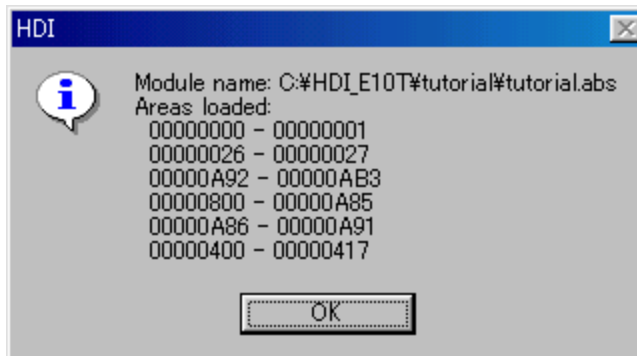 HDI
Module name: C:¥HDI_E10T¥tutorial¥tutorial.abs
Areas loaded:
00000000 - 00000001
00000026 - 00000027
00000A92 - 00000AB3
00000800 - 00000A85
00000A86 - 00000A91
00000400 - 00000417
OK